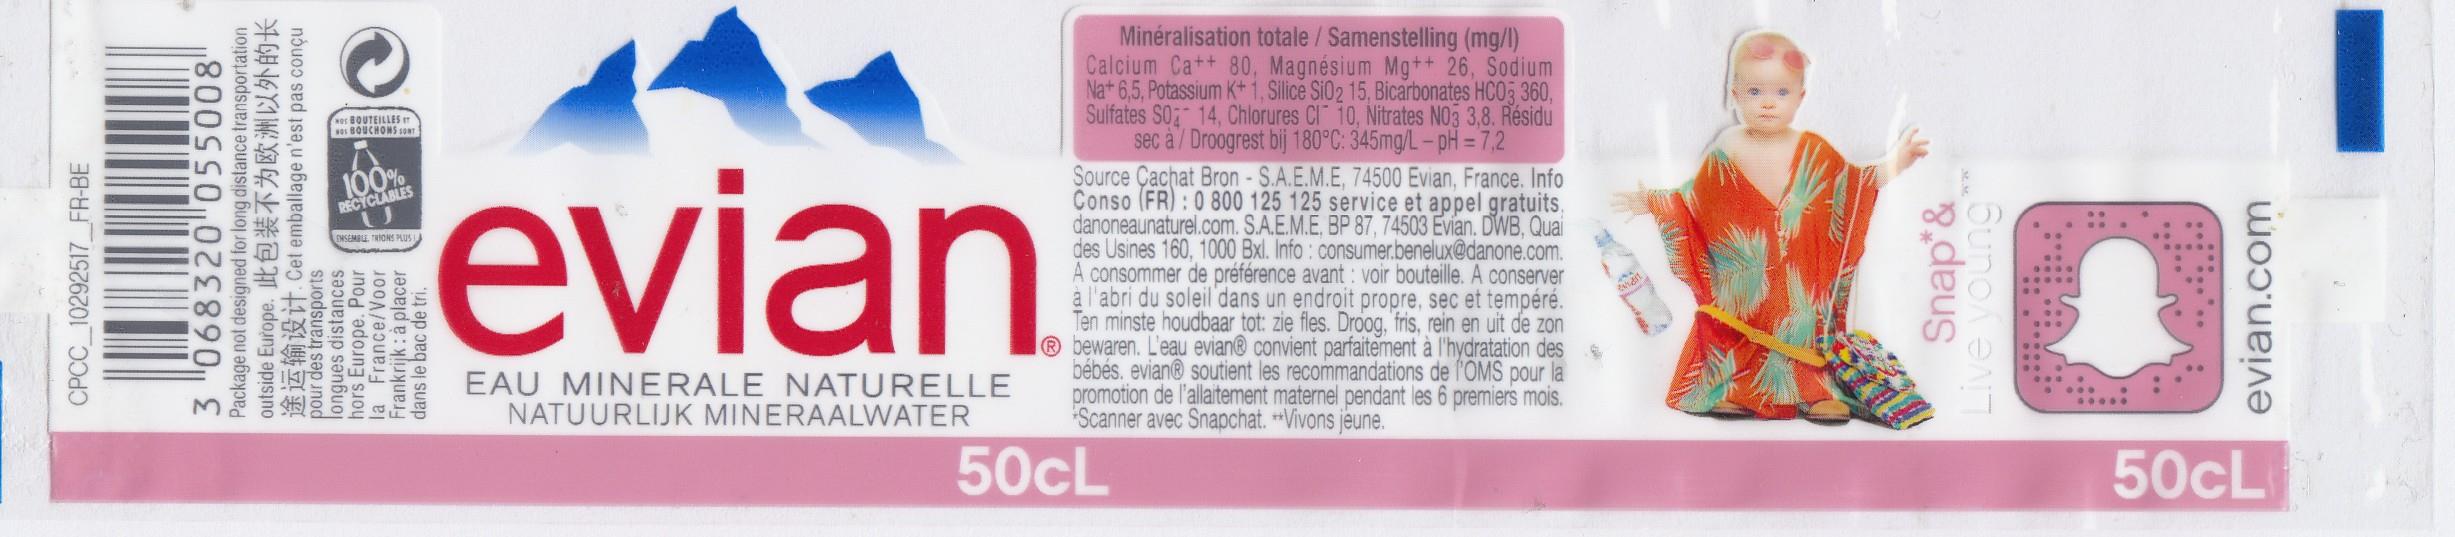 CPCC_10292517_FR-BE
3 068320 055008
Package not designed for long distance transportation
outside Europe. 此包装不为欧洲以外的长
途运输设计. Cet emballage n'est pas conçu
pour des transports
longues distances
hors Europe. Pour
la France/Voor
Frankrijk : à placer
dans le bac de tri.
NOS BOUTEILLES ET
NOS BOUCHONS SONT
100%
RECYCLABLES
ENSEMBLE, TRIONS PLUS !
evian®
EAU MINERALE NATURELLE
NATUURLIJK MINERAALWATER
50cL
Minéralisation totale / Samenstelling (mg/l)
Calcium Ca++ 80, Magnésium Mg++ 26, Sodium
Na+ 6,5, Potassium K+ 1, Silice SiO2 15, Bicarbonates HCO3- 360,
Sulfates SO4-- 14, Chlorures Cl- 10, Nitrates NO3- 3,8. Résidu
sec à / Droogrest bij 180°C: 345mg/L – pH = 7,2
Source Cachat Bron - S.A.E.M.E, 74500 Evian, France. Info
Conso (FR) : 0 800 125 125 service et appel gratuits,
danoneaunaturel.com. S.A.E.M.E, BP 87, 74503 Evian. DWB, Quai
des Usines 160, 1000 Bxl. Info : consumer.benelux@danone.com.
A consommer de préférence avant : voir bouteille. A conserver
à l'abri du soleil dans un endroit propre, sec et tempéré.
Ten minste houdbaar tot: zie fles. Droog, fris, rein en uit de zon
bewaren. L'eau evian® convient parfaitement à l'hydratation des
bébés. evian® soutient les recommandations de l'OMS pour la
promotion de l'allaitement maternel pendant les 6 premiers mois.
*Scanner avec Snapchat. **Vivons jeune.
evian
Snap* &
Live young**
evian.com
50cL